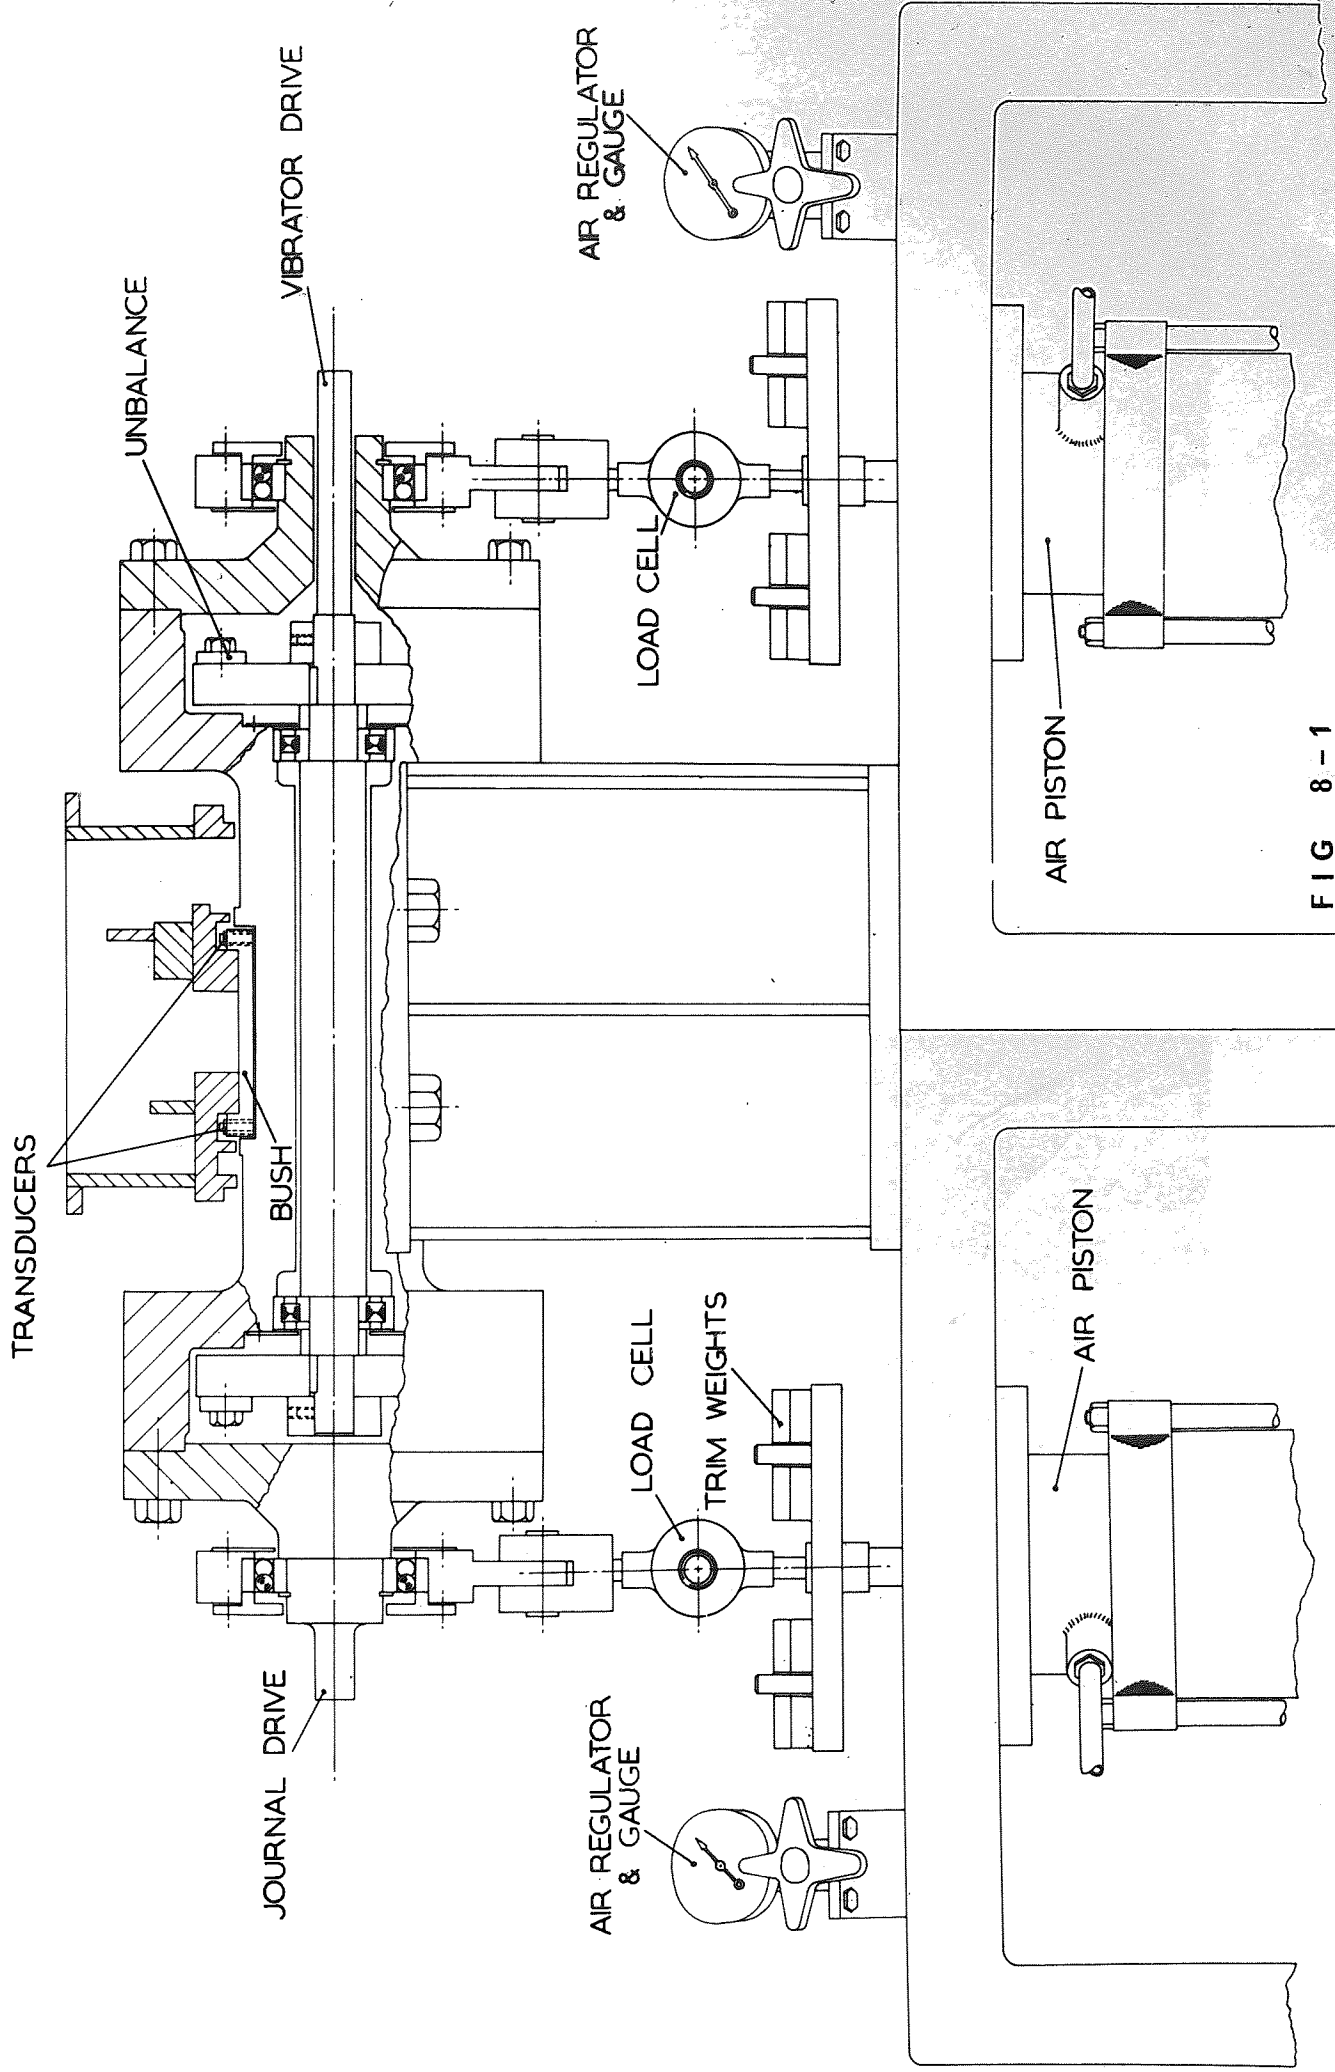 TRANSDUCERS
UNBALANCE
VIBRATOR DRIVE
BUSH
JOURNAL DRIVE
AIR REGULATOR
& GAUGE
AIR REGULATOR
& GAUGE
LOAD CELL
LOAD CELL
TRIM WEIGHTS
AIR PISTON
AIR PISTON
FIG 8-1